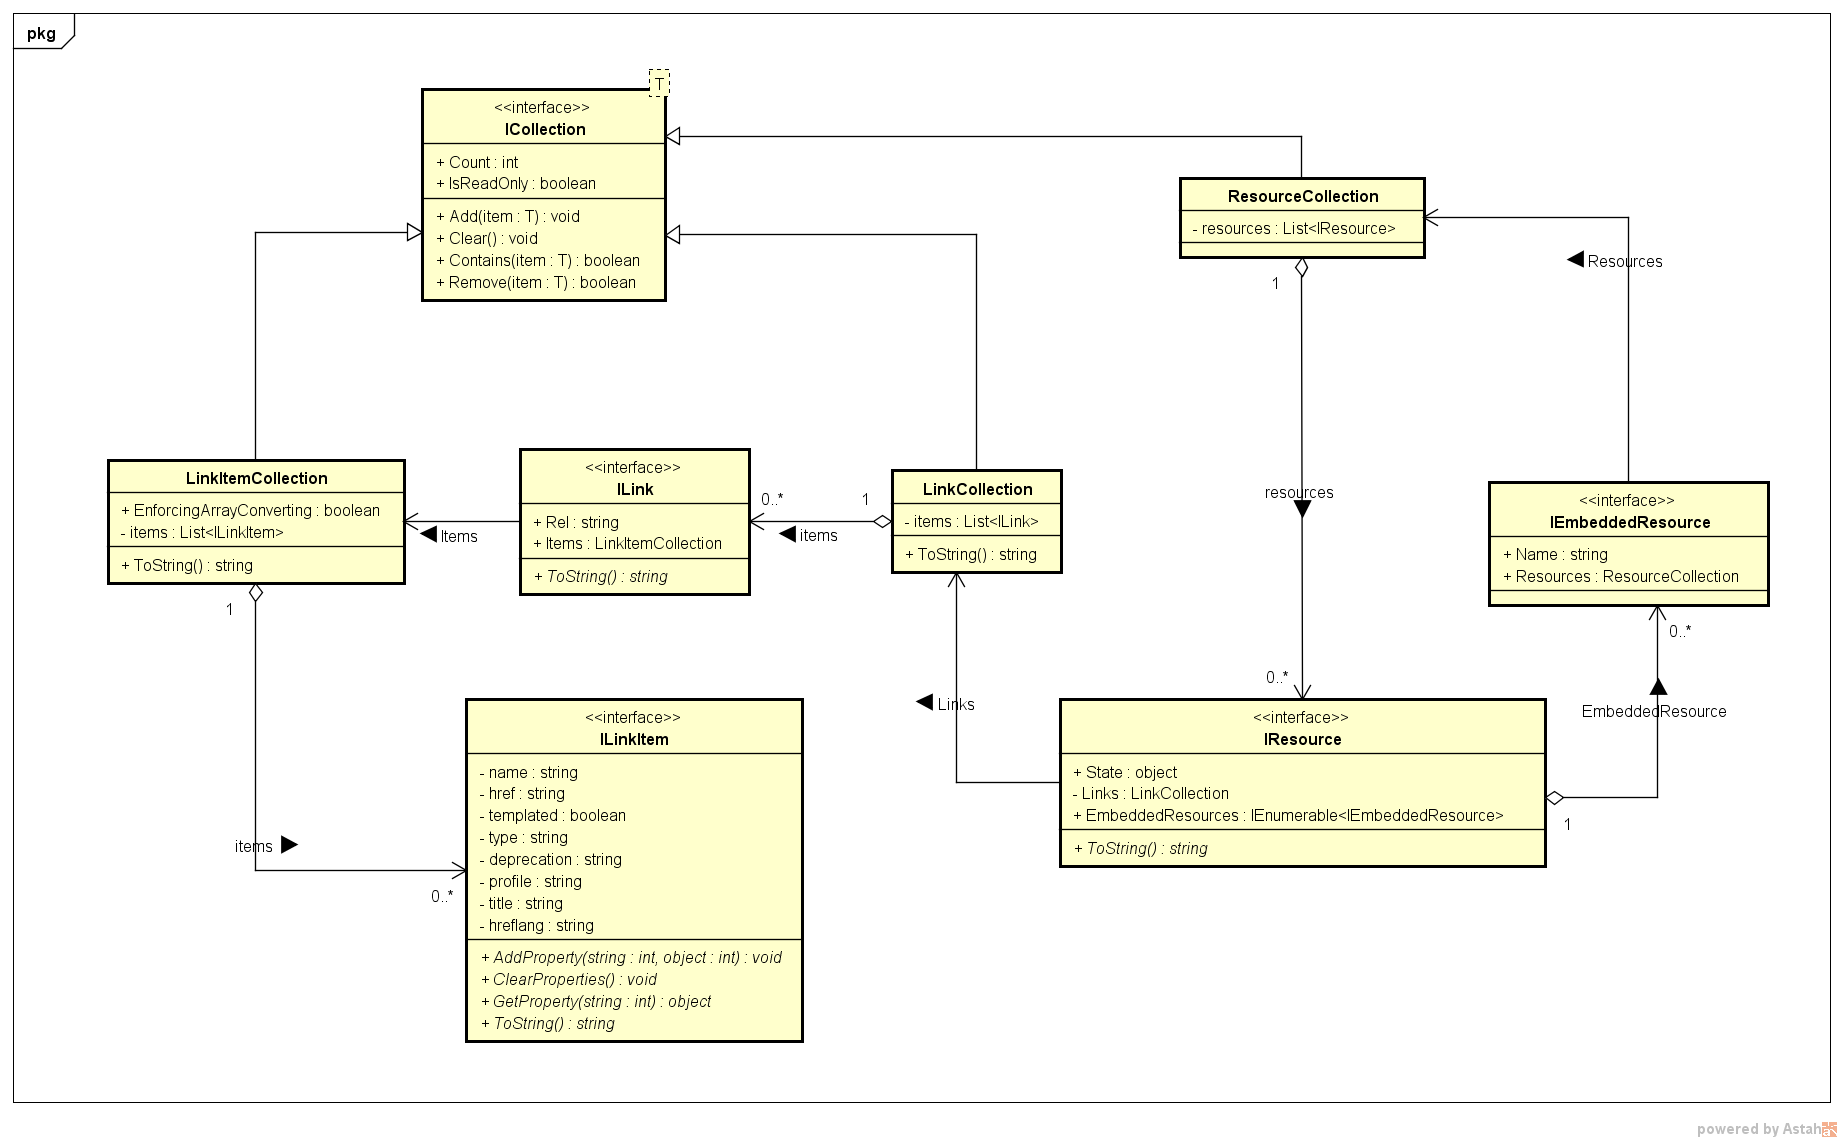 pkg
T
<<interface>>
ICollection
+ Count : int
+ IsReadOnly : boolean
+ Add(item : T) : void
+ Clear() : void
+ Contains(item : T) : boolean
+ Remove(item : T) : boolean
ResourceCollection
- resources : List<IResource>
1
Resources
LinkItemCollection
+ EnforcingArrayConverting : boolean
- items : List<ILinkItem>
+ ToString() : string
1
Items
<<interface>>
ILink
+ Rel : string
+ Items : LinkItemCollection
+ ToString() : string
0..*
1
items
LinkCollection
- items : List<ILink>
+ ToString() : string
resources
0..*
<<interface>>
IEmbeddedResource
+ Name : string
+ Resources : ResourceCollection
0..*
EmbeddedResource
Links
<<interface>>
IResource
+ State : object
- Links : LinkCollection
+ EmbeddedResources : IEnumerable<IEmbeddedResource>
+ ToString() : string
1
items
0..*
<<interface>>
ILinkItem
- name : string
- href : string
- templated : boolean
- type : string
- deprecation : string
- profile : string
- title : string
- hreflang : string
+ AddProperty(string : int, object : int) : void
+ ClearProperties() : void
+ GetProperty(string : int) : object
+ ToString() : string
powered by Astah